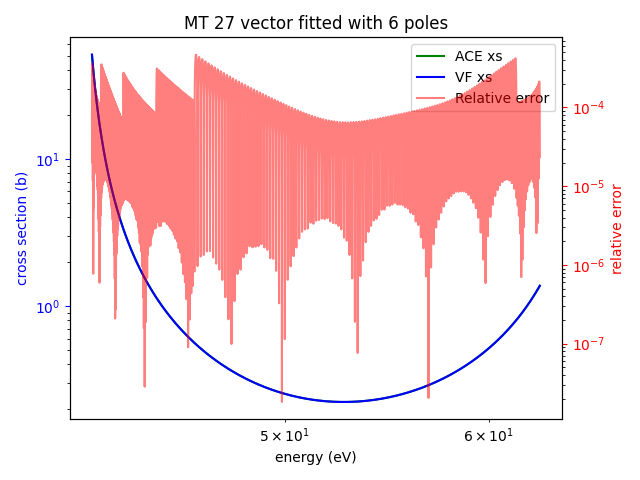 MT 27 vector fitted with 6 poles
ACE xs
VF xs
Relative error
cross section (b)
10¹
10⁰
relative error
10⁻⁴
10⁻⁵
10⁻⁶
10⁻⁷
5 × 10¹
6 × 10¹
energy (eV)